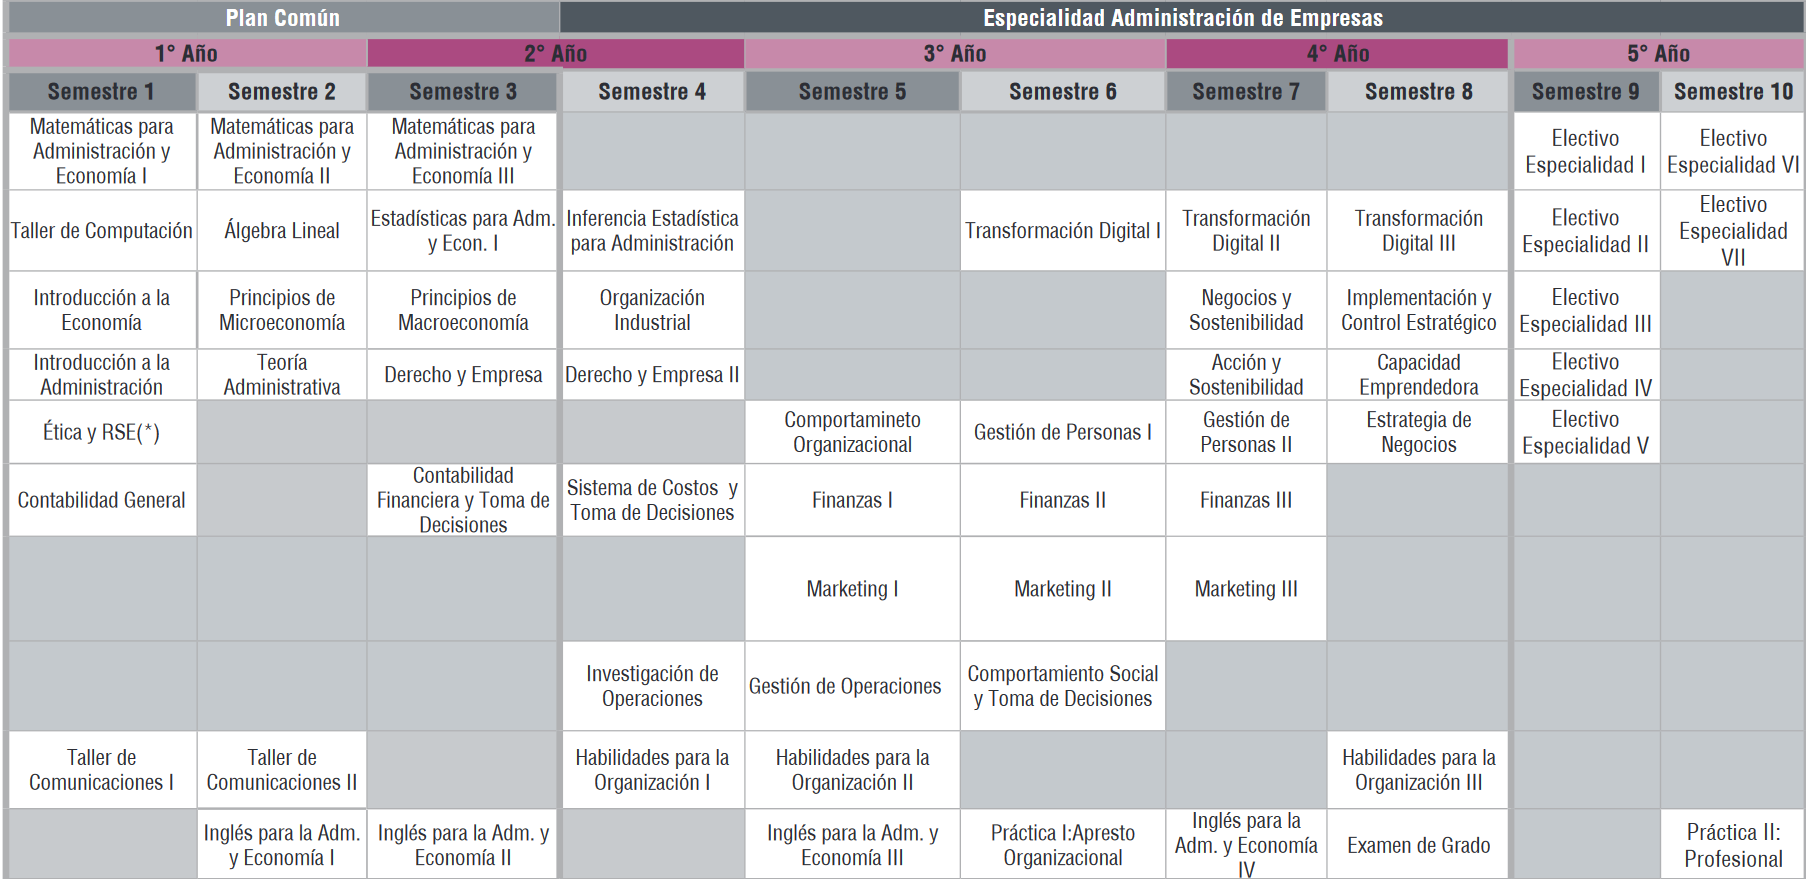 Plan Común
Especialidad Administración de Empresas
1° Año
2° Año
3° Año
4° Año
5° Año
Semestre 1
Semestre 2
Semestre 3
Semestre 4
Semestre 5
Semestre 6
Semestre 7
Semestre 8
Semestre 9
Semestre 10
Matemáticas para
Administración y
Economía I
Matemáticas para
Administración y
Economía II
Matemáticas para
Administración y
Economía III
Electivo
Especialidad I
Electivo
Especialidad VI
Taller de Computación
Álgebra Lineal
Estadísticas para Adm.
y Econ. I
Inferencia Estadística
para Administración
Transformación Digital I
Transformación
Digital II
Transformación
Digital III
Electivo
Especialidad II
Electivo
Especialidad
VII
Introducción a la
Economía
Principios de
Microeconomía
Principios de
Macroeconomía
Organización
Industrial
Negocios y
Sostenibilidad
Implementación y
Control Estratégico
Electivo
Especialidad III
Introducción a la
Administración
Teoría
Administrativa
Derecho y Empresa
Derecho y Empresa II
Acción y
Sostenibilidad
Capacidad
Emprendedora
Electivo
Especialidad IV
Ética y RSE(*)
Comportamineto
Organizacional
Gestión de Personas I
Gestión de
Personas II
Estrategia de
Negocios
Electivo
Especialidad V
Contabilidad General
Contabilidad
Financiera y Toma de
Decisiones
Sistema de Costos y
Toma de Decisiones
Finanzas I
Finanzas II
Finanzas III
Marketing I
Marketing II
Marketing III
Investigación de
Operaciones
Gestión de Operaciones
Comportamiento Social
y Toma de Decisiones
Taller de
Comunicaciones I
Taller de
Comunicaciones II
Habilidades para la
Organización I
Habilidades para la
Organización II
Habilidades para la
Organización III
Inglés para la Adm.
y Economía I
Inglés para la Adm. y
Economía II
Inglés para la Adm. y
Economía III
Práctica I:Apresto
Organizacional
Inglés para la
Adm. y Economía
IV
Examen de Grado
Práctica II:
Profesional